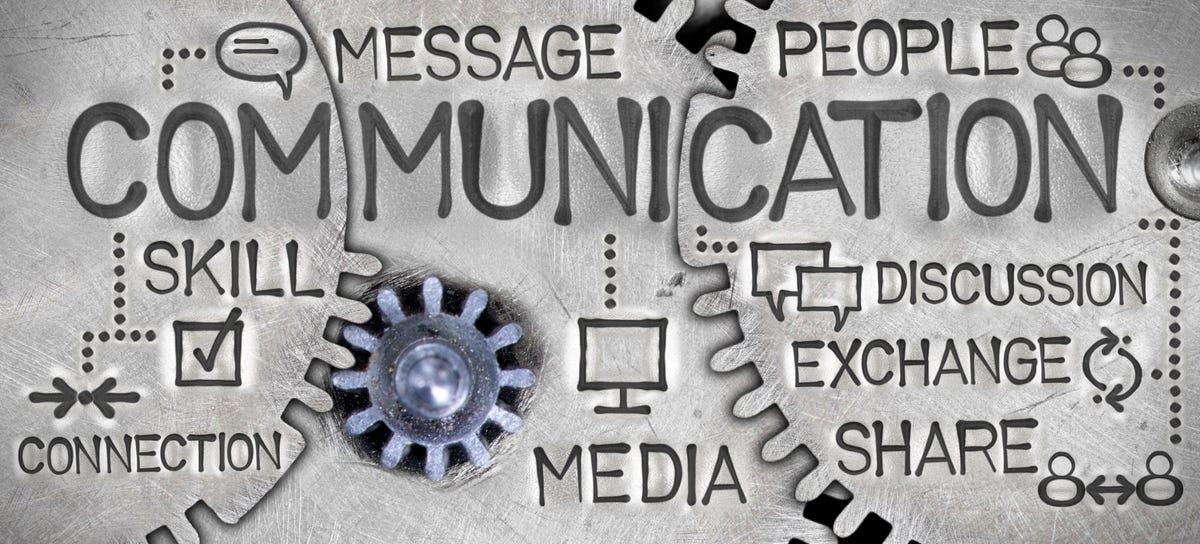 MESSAGE PEOPLE
COMMUNICATION
SKILL
DISCUSSION
EXCHANGE
CONNECTION
MEDIA
SHARE